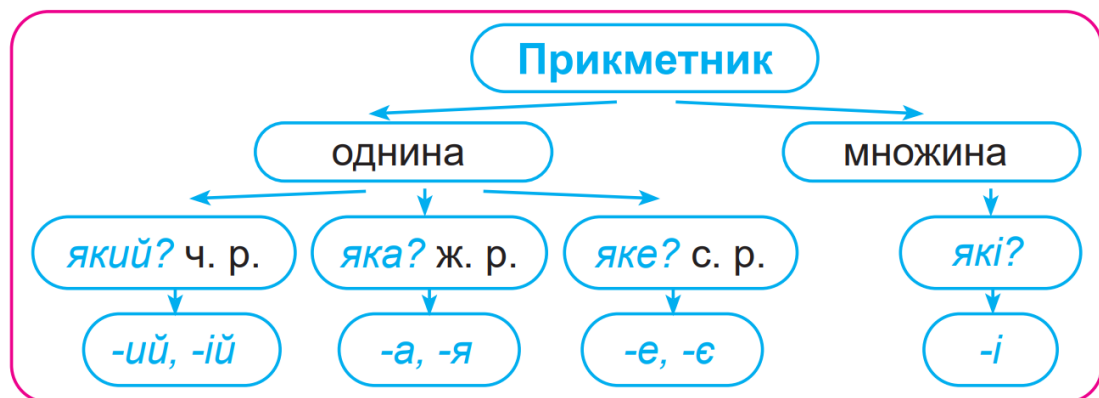 Прикметник
однина
множина
який? ч. р.
яка? ж. р.
яке? с. р.
які?
-ий, -ій
-а, -я
-е, -є
-і